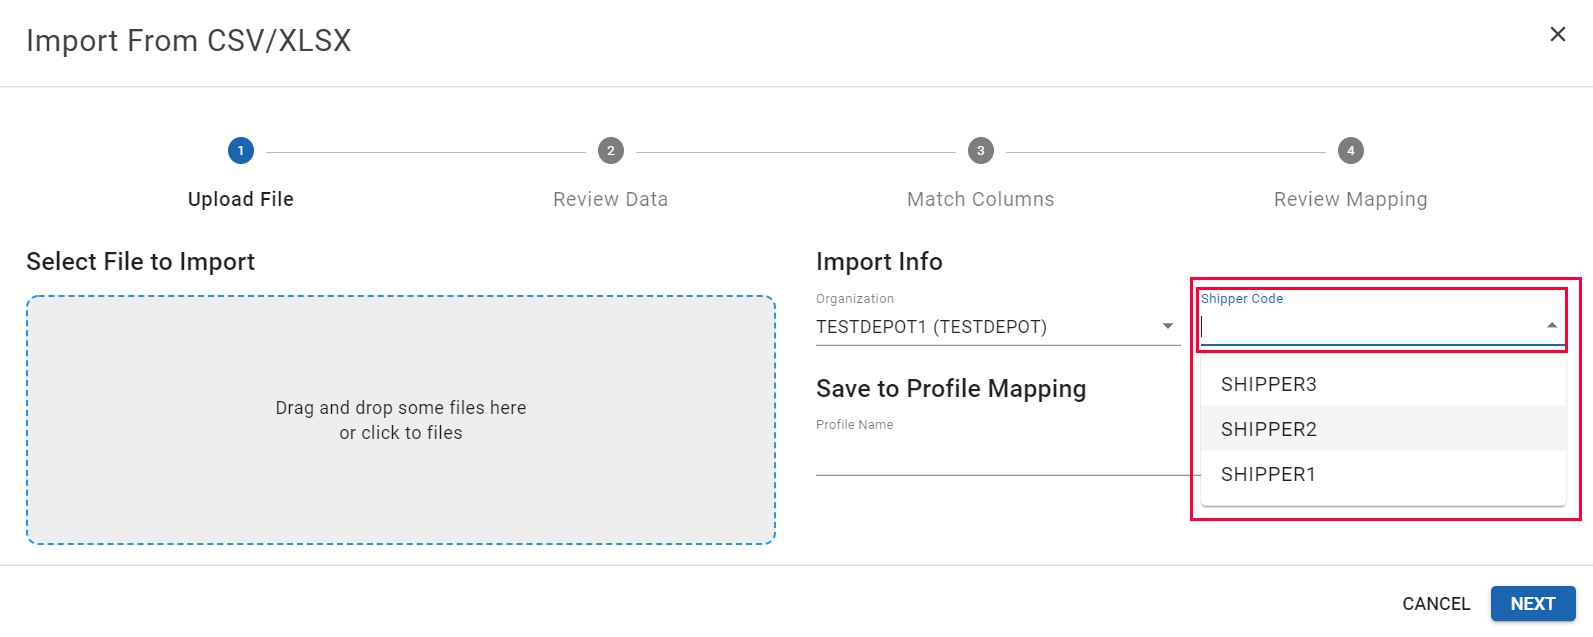 Import From CSV/XLSX
1
2
3
4
Upload File
Review Data
Match Columns
Review Mapping
Select File to Import
Drag and drop some files here
or click to files
Import Info
Organization
TESTDEPOT1 (TESTDEPOT)
Shipper Code
SHIPPER3
SHIPPER2
SHIPPER1
Save to Profile Mapping
Profile Name
CANCEL
NEXT